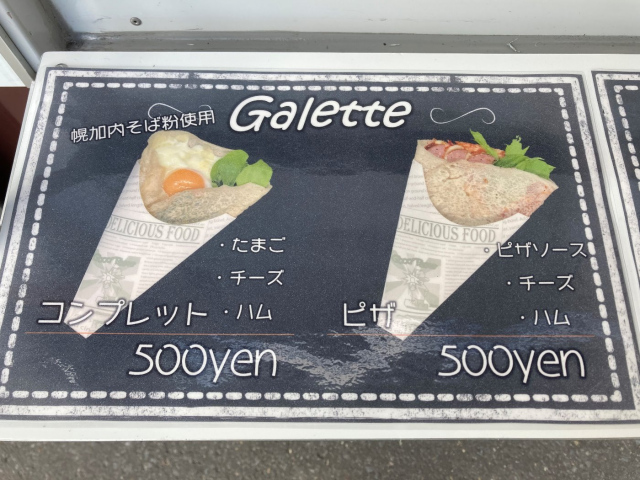 Galette
幌加内そば粉使用
DELICIOUS FOOD
・たまご
・チーズ
・ハム
コンプレット
500yen
DELICIOUS FOOD
・ピザソース
・チーズ
・ハム
ピザ
500yen